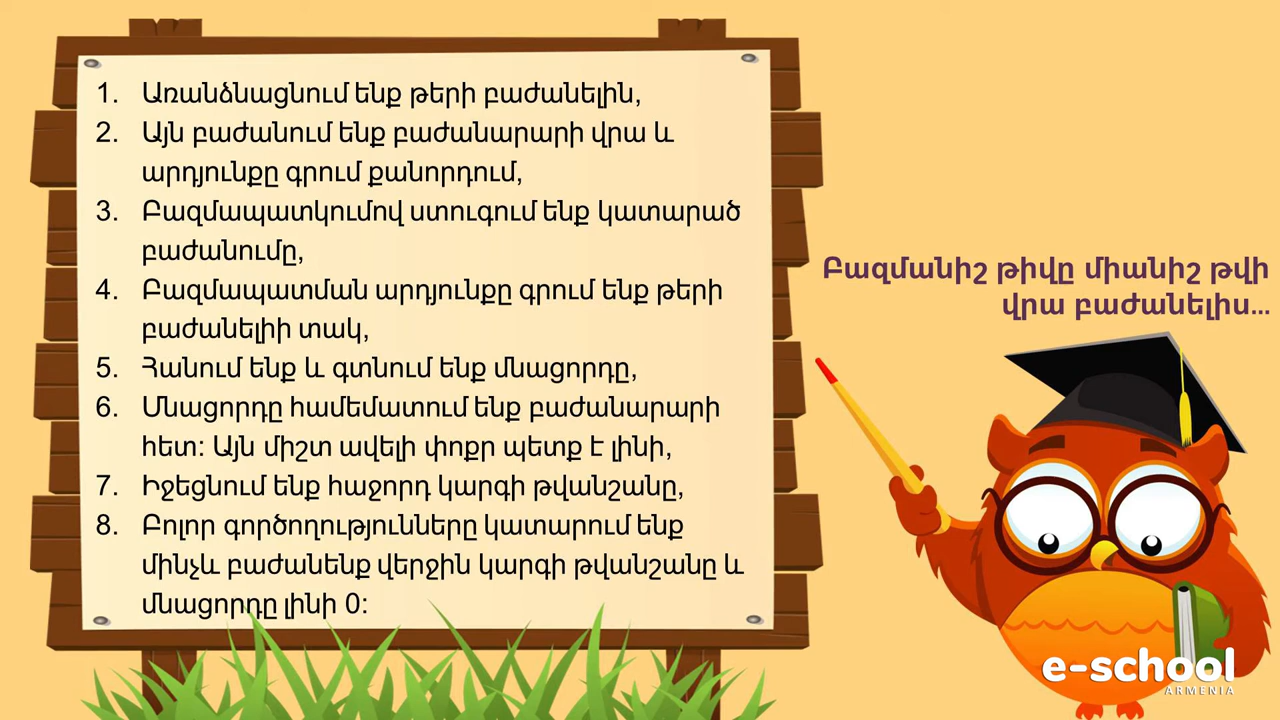 1. Առանձնացնում ենք թերի բաժանելին,
2. Այն բաժանում ենք բաժանարարի վրա և
արդյունքը գրում քանորդում,
3. Բազմապատկումով ստուգում ենք կատարած
բաժանումը,
4. Բազմապատման արդյունքը գրում ենք թերի
բաժանելիի տակ,
5. Հանում ենք և գտնում ենք մնացորդը,
6. Մնացորդը համեմատում ենք բաժանարարի
հետ: Այն միշտ ավելի փոքր պետք է լինի,
7. Իջեցնում ենք հաջորդ կարգի թվանշանը,
8. Բոլոր գործողությունները կատարում ենք
մինչև բաժանենք վերջին կարգի թվանշանը և
մնացորդը լինի 0:
Բազմանիշ թիվը միանիշ թվի
վրա բաժանելիս...
e-school
ARMENIA